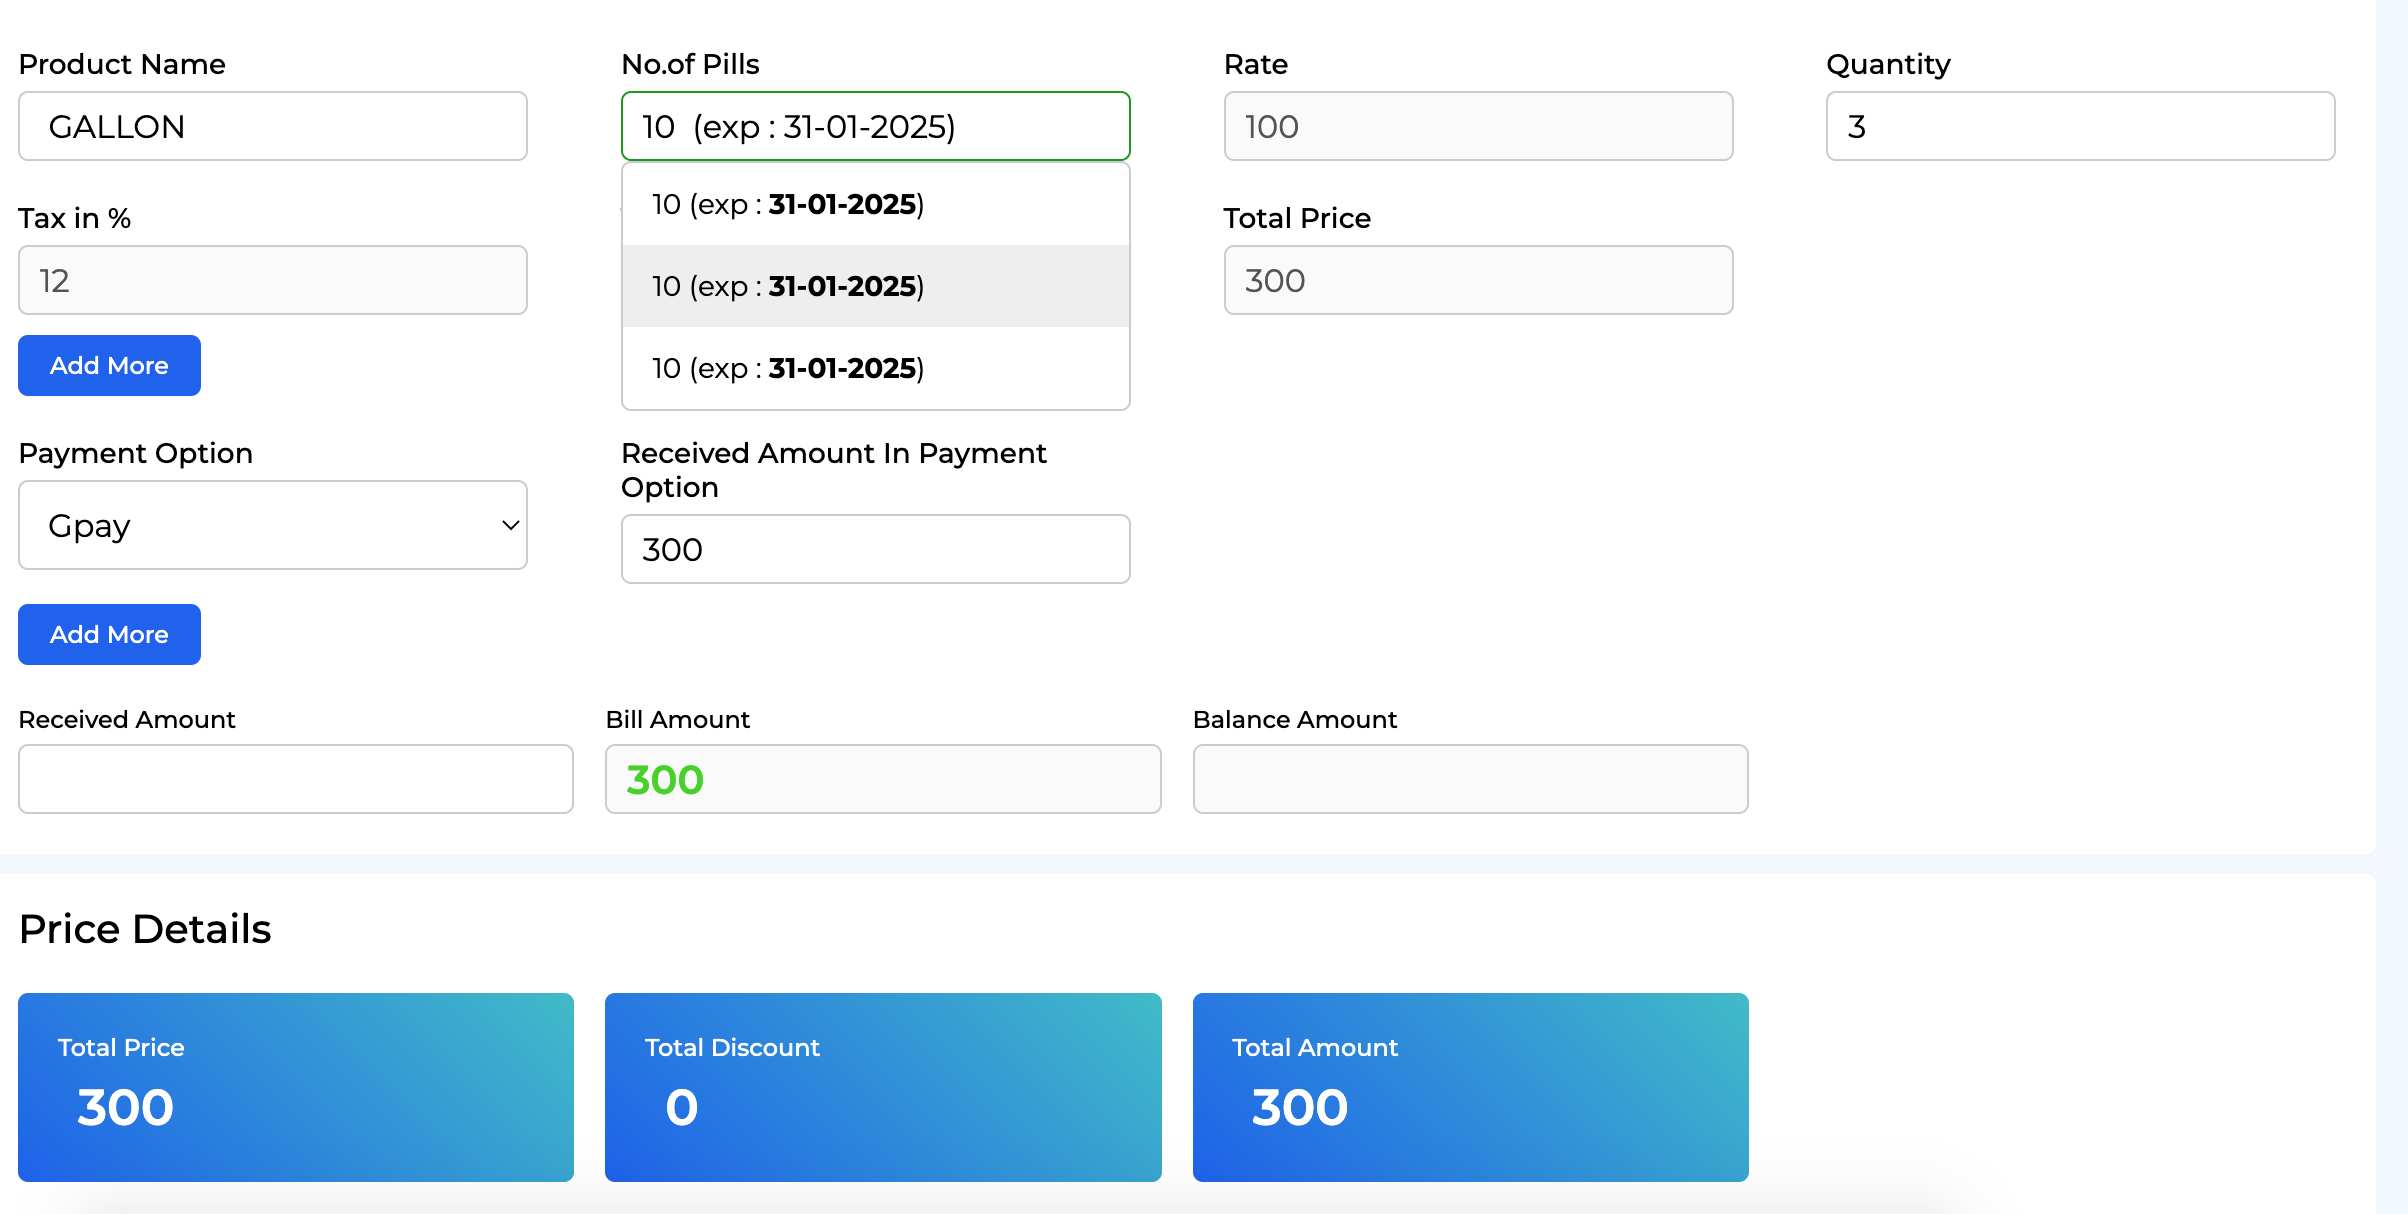 Product Name
No.of Pills
Rate
Quantity
GALLON
10 (exp : 31-01-2025)
100
3
10 (exp : 31-01-2025)
10 (exp : 31-01-2025)
10 (exp : 31-01-2025)
Tax in %
Total Price
12
300
Add More
Payment Option
Received Amount In Payment
Option
Gpay
300
Add More
Received Amount
Bill Amount
Balance Amount
300
Price Details
Total Price
300
Total Discount
0
Total Amount
300